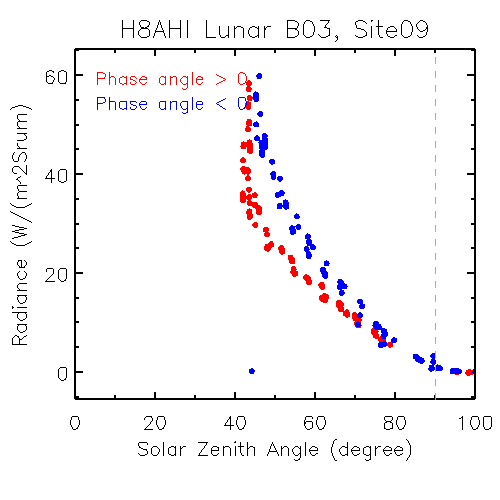 H8AHI Lunar B03, Site09
Phase angle > 0
Phase angle < 0
Radiance (W/(m^2Srum)
60
40
20
0
0 20 40 60 80 100
Solar Zenith Angle (degree)